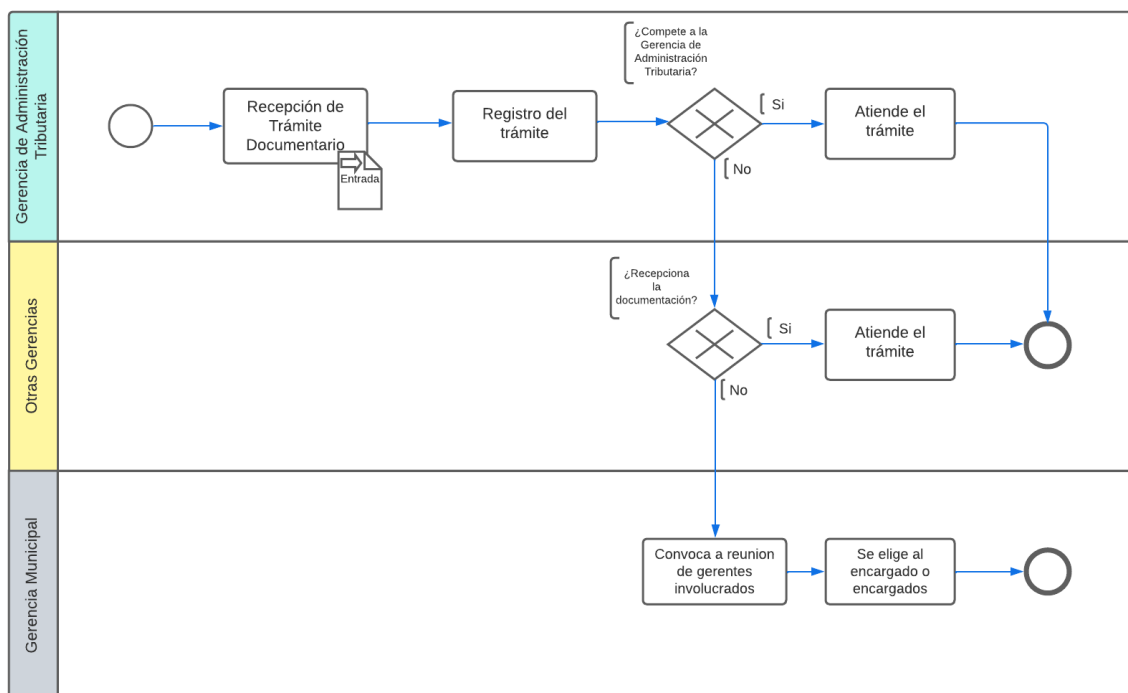 Gerencia de Administración
Tributaria
¿Compete a la
Gerencia de
Administración
Tributaria?
Recepción de
Trámite
Documentario
Entrada
Registro del
trámite
Si
No
Atiende el
trámite
Otras Gerencias
¿Recepciona
la
documentación?
Si
No
Atiende el
trámite
Gerencia Municipal
Convoca a reunion
de gerentes
involucrados
Se elige al
encargado o
encargados